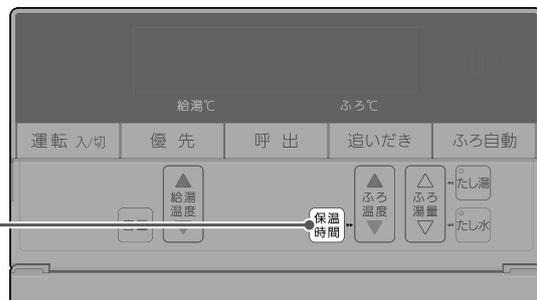 給湯℃ ふろ℃
運転 入/切 優先 呼出 追いだき ふろ自動
給湯温度
音量
保温時間
ふろ温度
ふろ湯量
たし湯
たし水